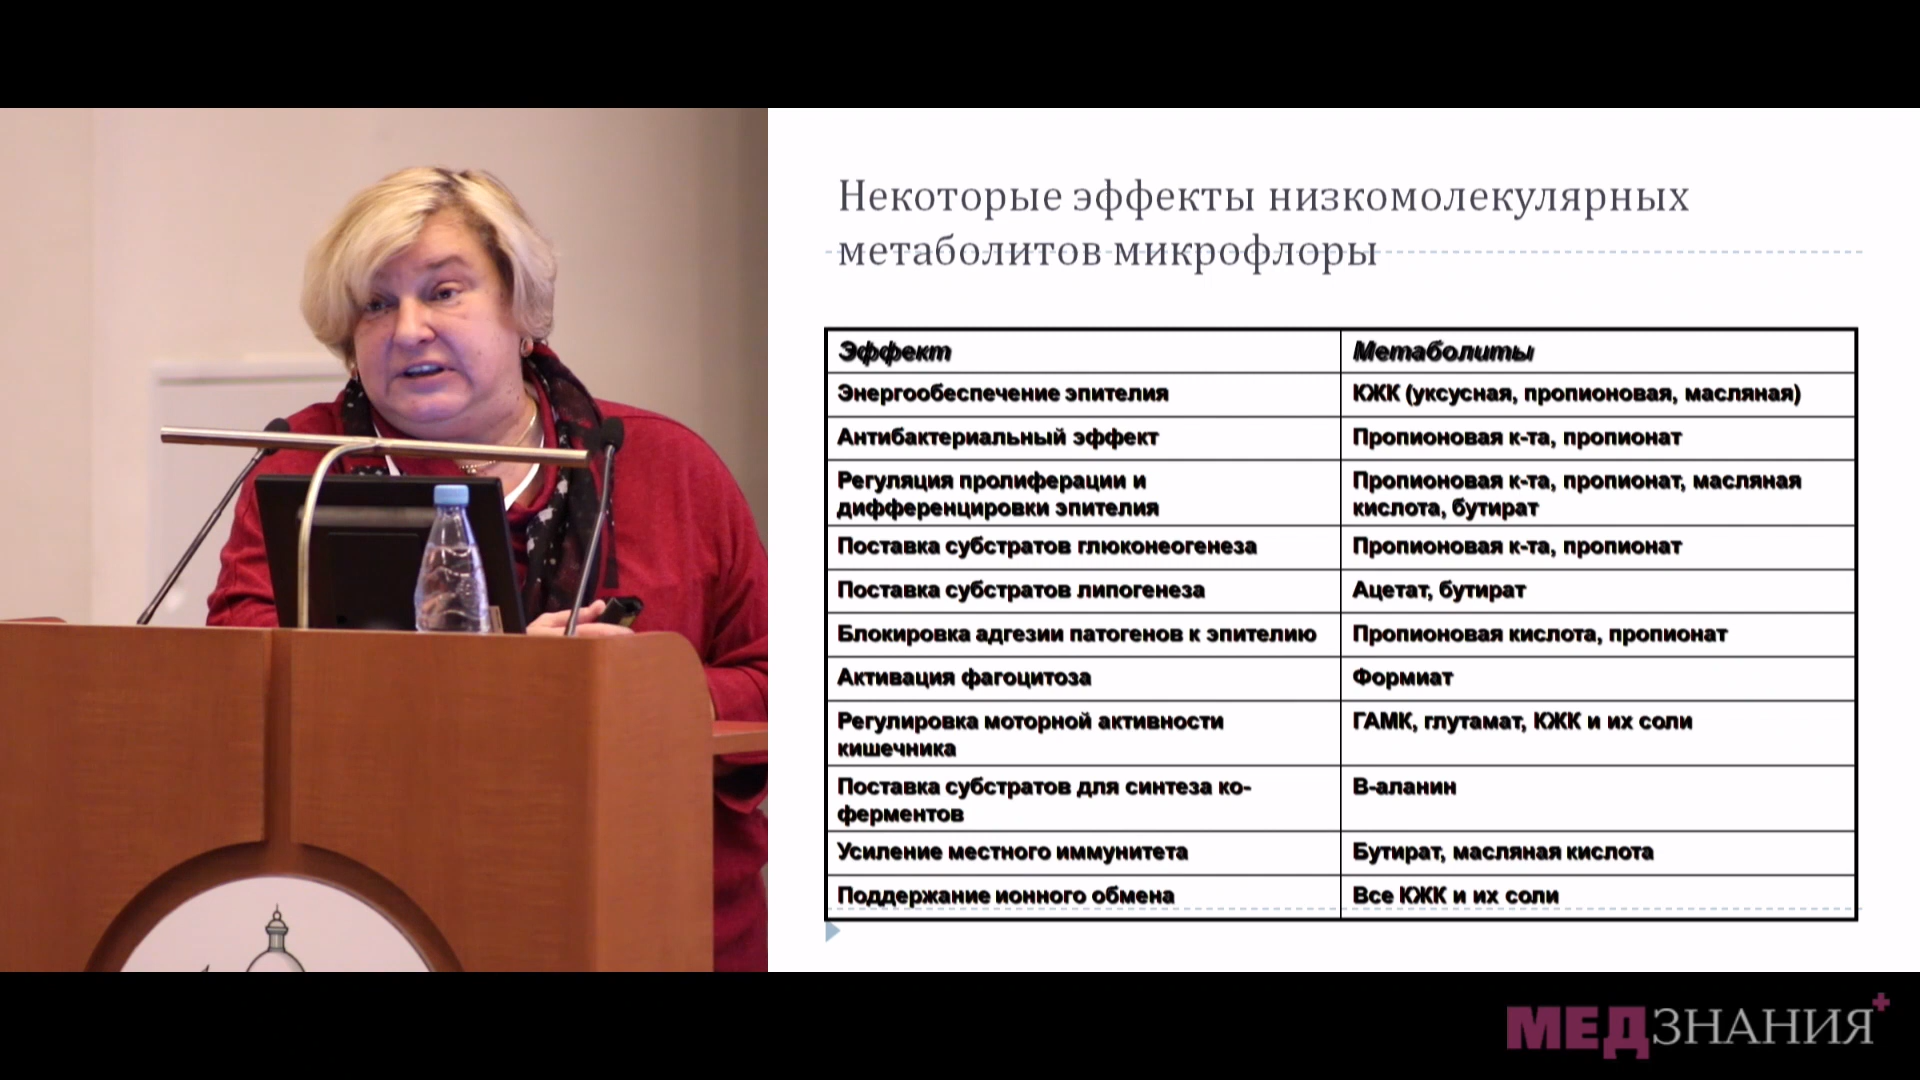 Некоторые эффекты низкомолекулярных
метаболитов микрофлоры
Эффект
Метаболиты
Энергообеспечение эпителия
КЖК (уксусная, пропионовая, масляная)
Антибактериальный эффект
Пропионовая к-та, пропионат
Регуляция пролиферации и
дифференцировки эпителия
Пропионовая к-та, пропионат, масляная
кислота, бутират
Поставка субстратов глюконеогенеза
Пропионовая к-та, пропионат
Поставка субстратов липогенеза
Ацетат, бутират
Блокировка адгезии патогенов к эпителию
Пропионовая кислота, пропионат
Активация фагоцитоза
Формиат
Регулировка моторной активности
кишечника
ГАМК, глутамат, КЖК и их соли
Поставка субстратов для синтеза ко-
ферментов
В-аланин
Усиление местного иммунитета
Бутират, масляная кислота
Поддержание ионного обмена
Все КЖК и их соли
МЕДЗНАНИЯ+